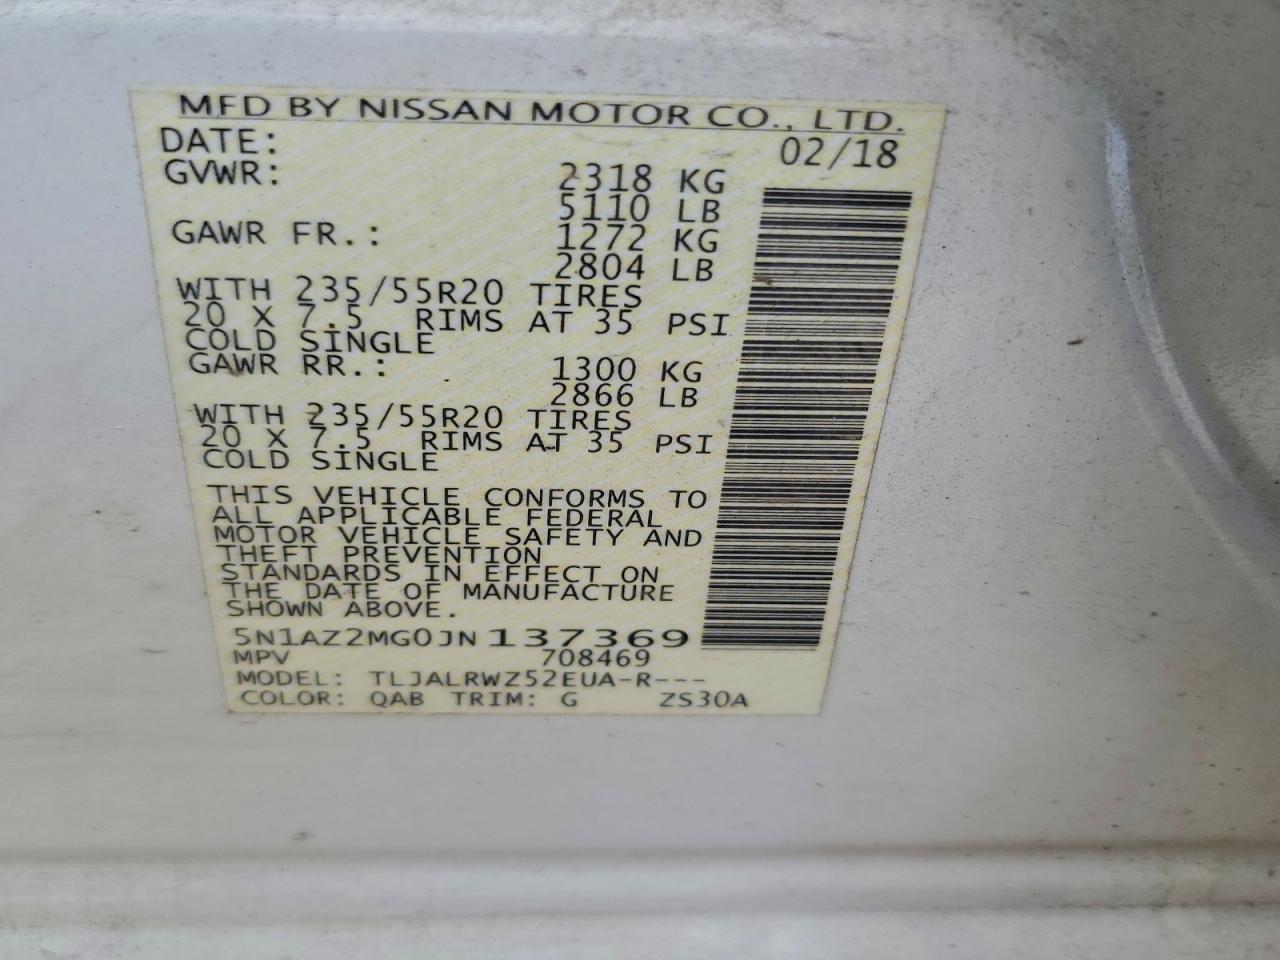 MFD BY NISSAN MOTOR CO., LTD.
DATE: 02/18
GVWR: 2318 KG
5110 LB
GAWR FR.: 1272 KG
2804 LB
WITH 235/55R20 TIRES
20 X 7.5 RIMS AT 35 PSI
COLD SINGLE
GAWR RR.: 1300 KG
2866 LB
WITH 235/55R20 TIRES
20 X 7.5 RIMS AT 35 PSI
COLD SINGLE
THIS VEHICLE CONFORMS TO
ALL APPLICABLE FEDERAL
MOTOR VEHICLE SAFETY AND
THEFT PREVENTION
STANDARDS IN EFFECT ON
THE DATE OF MANUFACTURE
SHOWN ABOVE.
5N1AZ2MG0JN137369
MPV 708469
MODEL: TLJALRWZ52EUA-R---
COLOR: QAB TRIM: G ZS30A